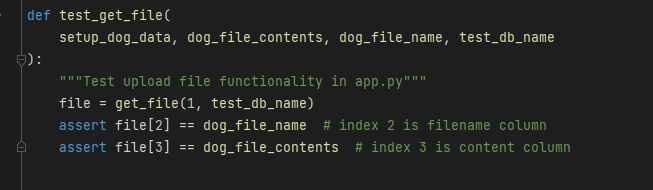 def test_get_file(
    setup_dog_data, dog_file_contents, dog_file_name, test_db_name
):
    """Test upload file functionality in app.py"""
    file = get_file(1, test_db_name)
    assert file[2] == dog_file_name  # index 2 is filename column
    assert file[3] == dog_file_contents  # index 3 is content column